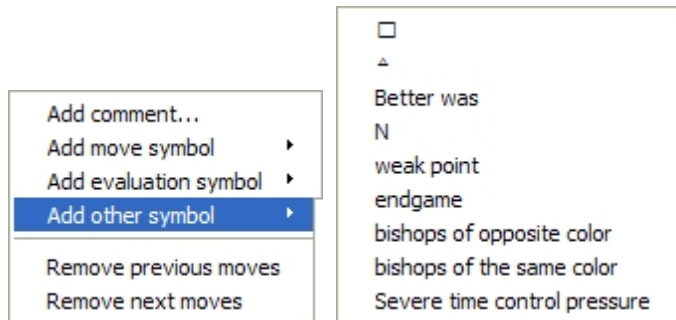 Add comment...
Add move symbol
Add evaluation symbol
Add other symbol
Remove previous moves
Remove next moves
□
▵
Better was
N
weak point
endgame
bishops of opposite color
bishops of the same color
Severe time control pressure